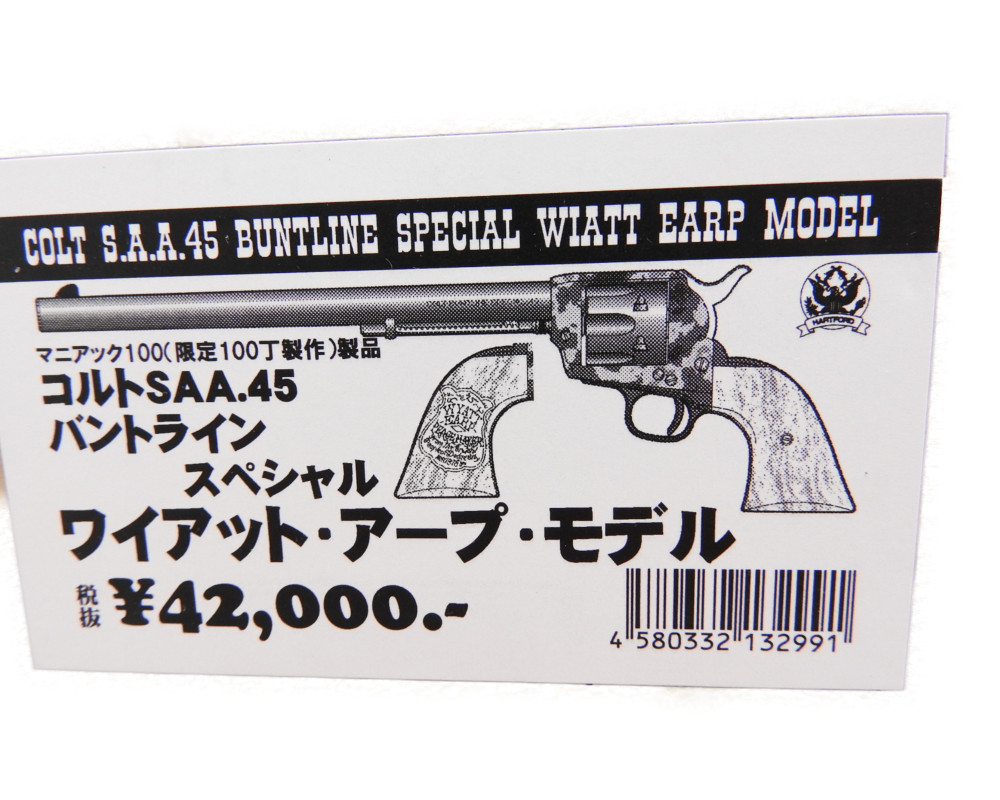 COLT S.A.A.45 BUNTLINE SPECIAL WIATT EARP MODEL
HARTFORD
マニアック100(限定100丁製作)製品
コルトSAA.45
バントライン
スペシャル
WYATT
EARP
ワイアット・アープ・モデル
税抜 ¥42,000.-
4 580332 132991